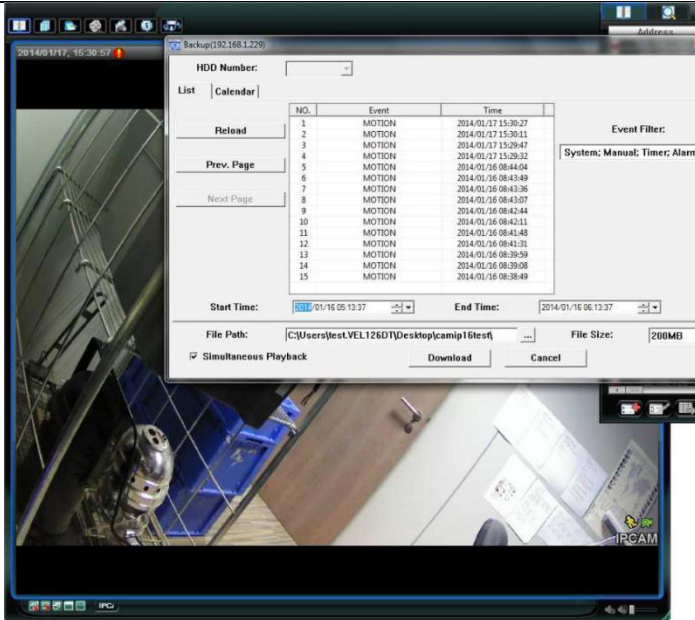 Address
2014/01/17, 15:30:57
Backup(192.168.1.229)
HDD Number:
List Calendar
NO. Event Time
1 MOTION 2014/01/17 15:30:27
2 MOTION 2014/01/17 15:30:11
3 MOTION 2014/01/17 15:29:47
4 MOTION 2014/01/17 15:29:32
5 MOTION 2014/01/16 08:44:04
6 MOTION 2014/01/16 08:43:49
7 MOTION 2014/01/16 08:43:36
8 MOTION 2014/01/16 08:43:07
9 MOTION 2014/01/16 08:42:44
10 MOTION 2014/01/16 08:42:11
11 MOTION 2014/01/16 08:41:48
12 MOTION 2014/01/16 08:41:31
13 MOTION 2014/01/16 08:39:59
14 MOTION 2014/01/16 08:39:08
15 MOTION 2014/01/16 08:38:49
Reload
Prev. Page
Next Page
Event Filter:
System; Manual; Timer; Alarm
Start Time: 2014/01/16 05:13:37 End Time: 2014/01/16 06:13:37
File Path: C:\Users\test.VEL126DT\Desktop\camip16test\ ... File Size: 200MB
Simultaneous Playback Download Cancel
IPCAM
IPC